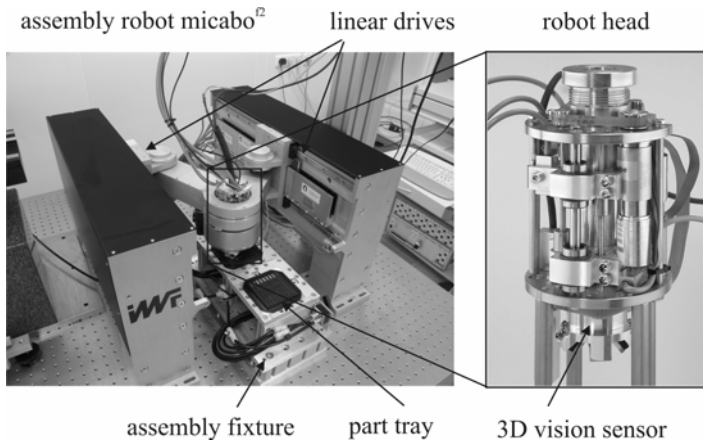 assembly robot micabo^f2
linear drives
robot head
iWF
assembly fixture
part tray
3D vision sensor